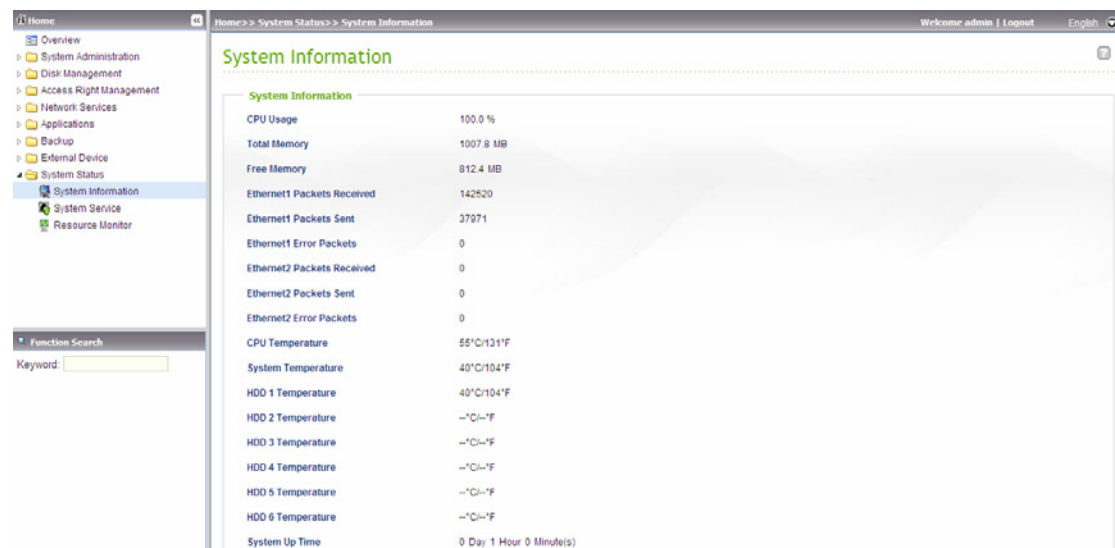 Home
Home>> System Status>> System Information
Welcome admin | Logout
English
Overview
System Administration
Disk Management
Access Right Management
Network Services
Applications
Backup
External Device
System Status
System Information
System Service
Resource Monitor
Function Search
Keyword:
System Information
System Information
CPU Usage 100.0 %
Total Memory 1007.8 MB
Free Memory 812.4 MB
Ethernet1 Packets Received 142520
Ethernet1 Packets Sent 37971
Ethernet1 Error Packets 0
Ethernet2 Packets Received 0
Ethernet2 Packets Sent 0
Ethernet2 Error Packets 0
CPU Temperature 55°C/131°F
System Temperature 40°C/104°F
HDD 1 Temperature 40°C/104°F
HDD 2 Temperature --°C/--°F
HDD 3 Temperature --°C/--°F
HDD 4 Temperature --°C/--°F
HDD 5 Temperature --°C/--°F
HDD 6 Temperature --°C/--°F
System Up Time 0 Day 1 Hour 0 Minute(s)